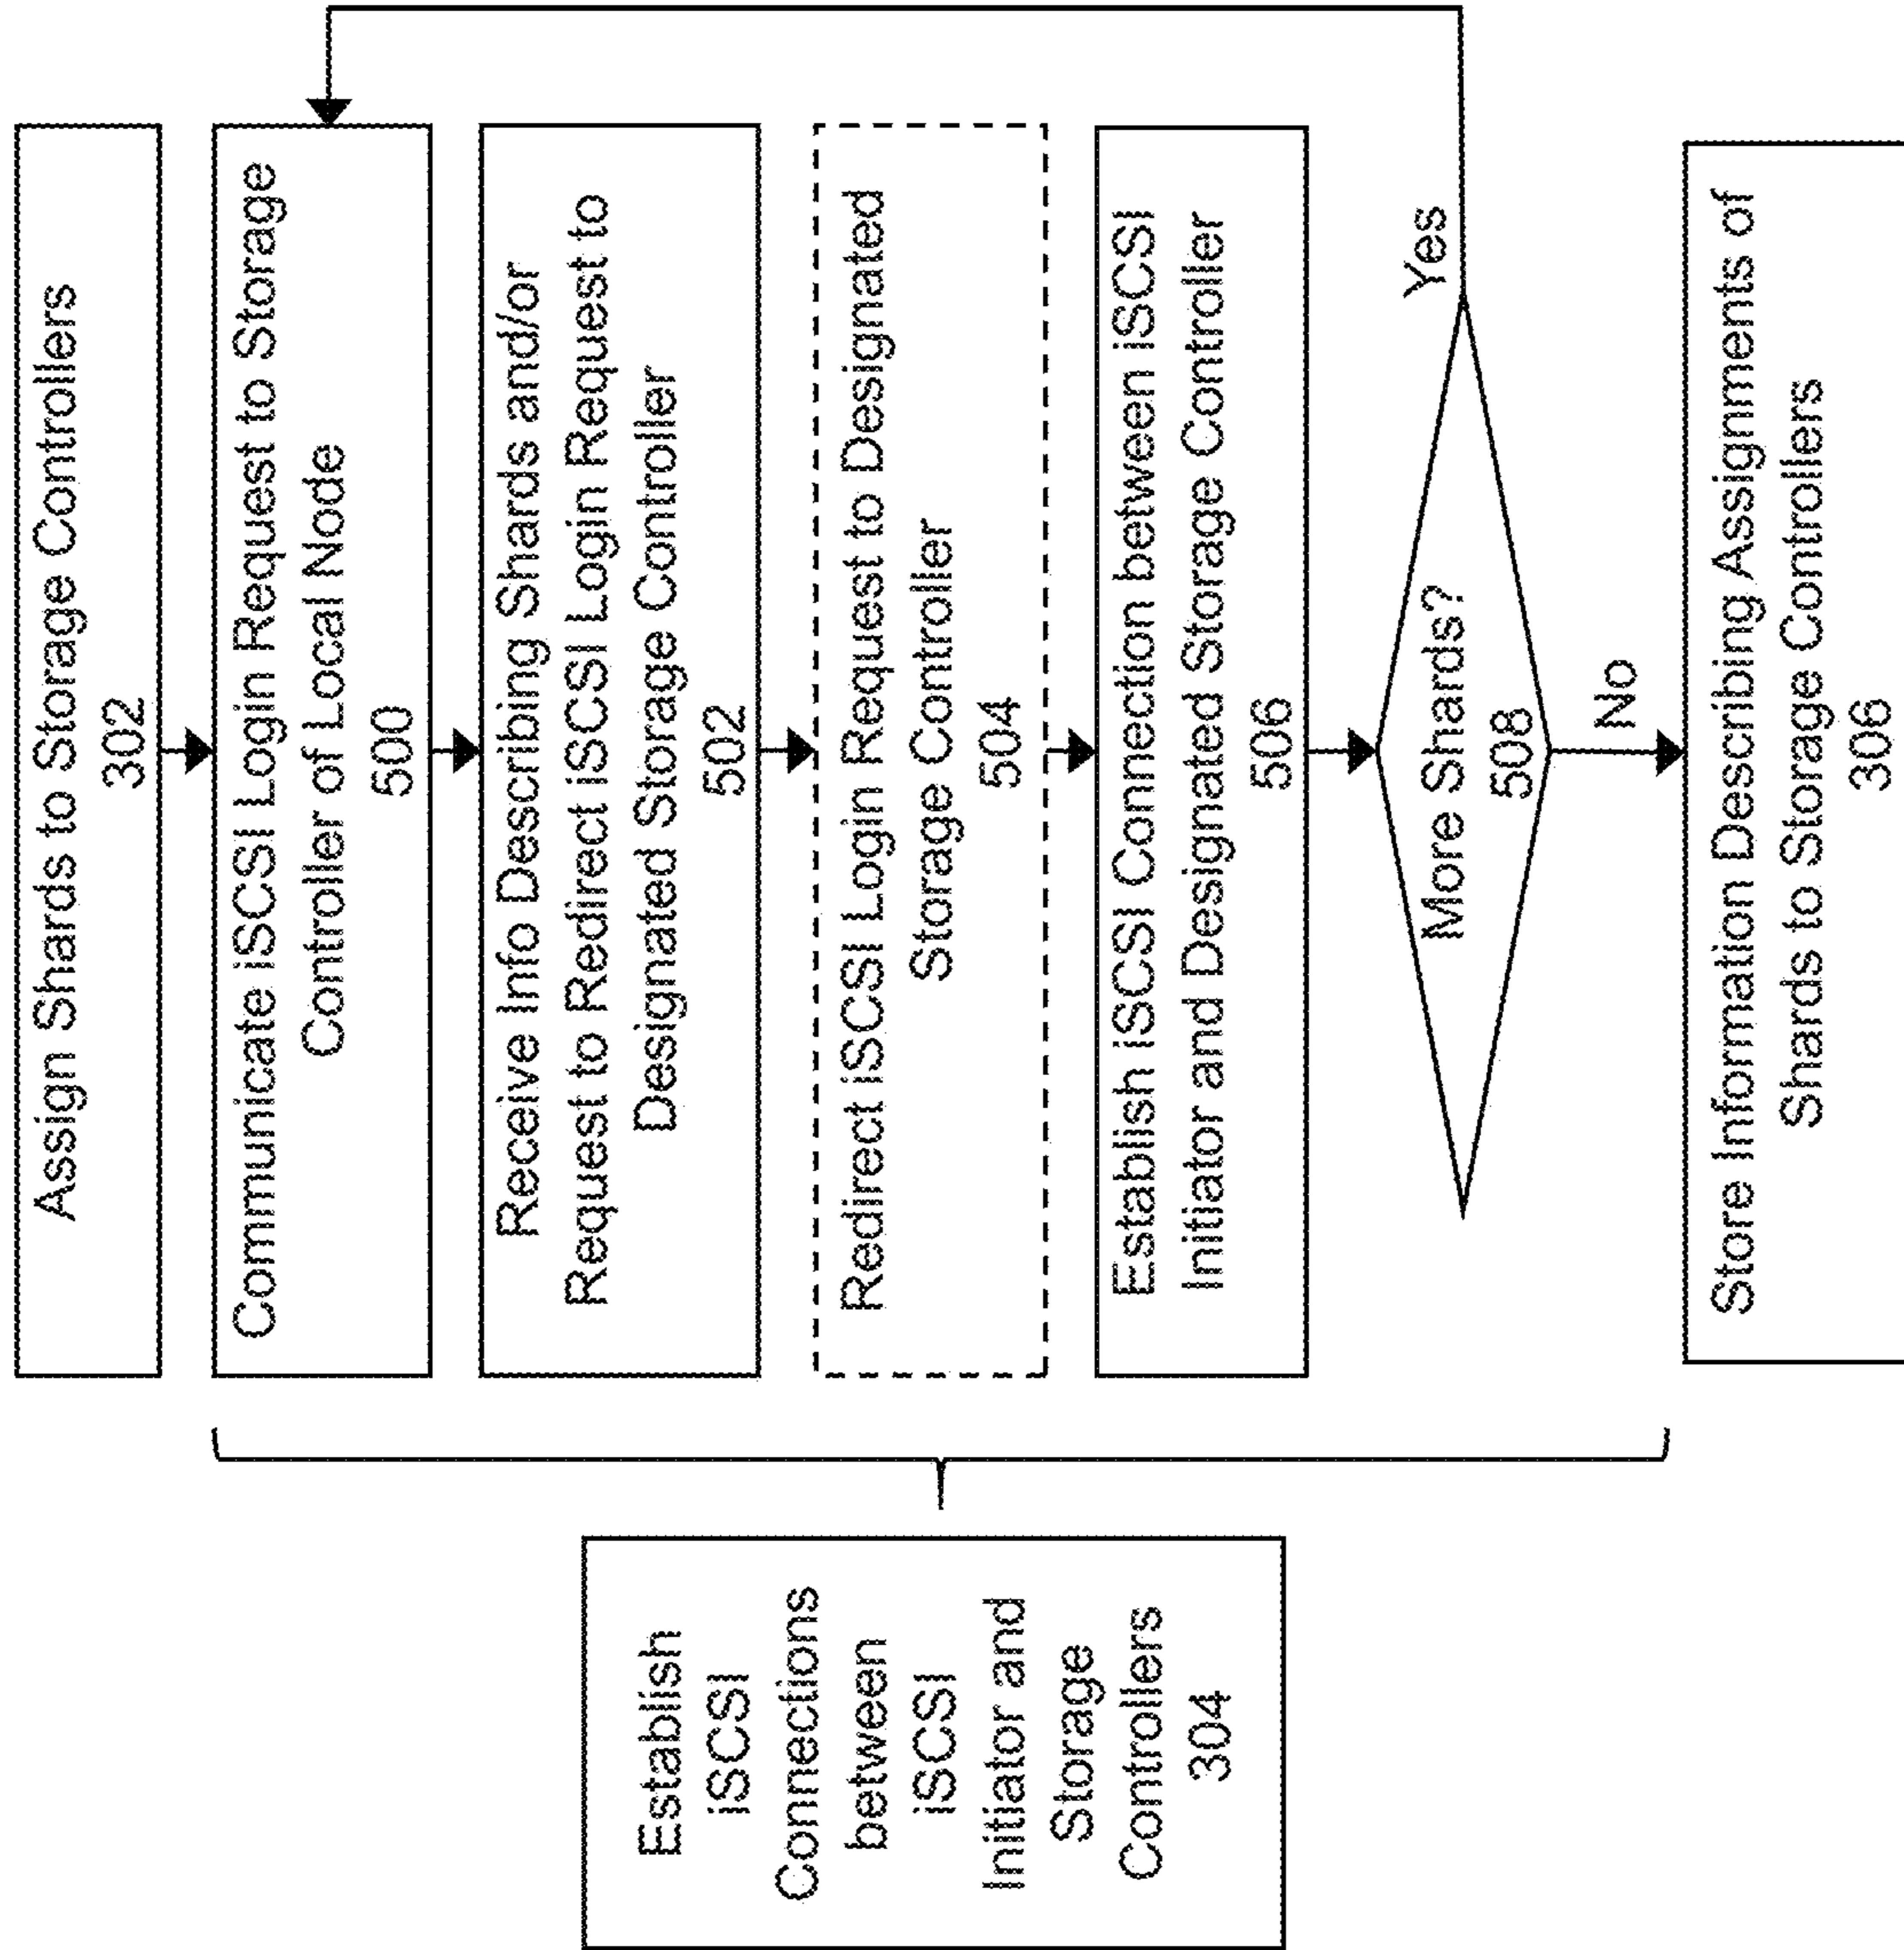 Assign Shards to Storage Controllers
302
Communicate iSCSI Login Request to Storage
Controller of Local Node
500
Receive Info Describing Shards and/or
Request to Redirect iSCSI Login Request to
Designated Storage Controller
502
Redirect iSCSI Login Request to Designated
Storage Controller
504
Establish iSCSI Connection between iSCSI
Initiator and Designated Storage Controller
506
More Shards?
508
Yes
No
Store Information Describing Assignments of
Shards to Storage Controllers
306
Establish
iSCSI
Connections
between
iSCSI
Initiator and
Storage
Controllers
304